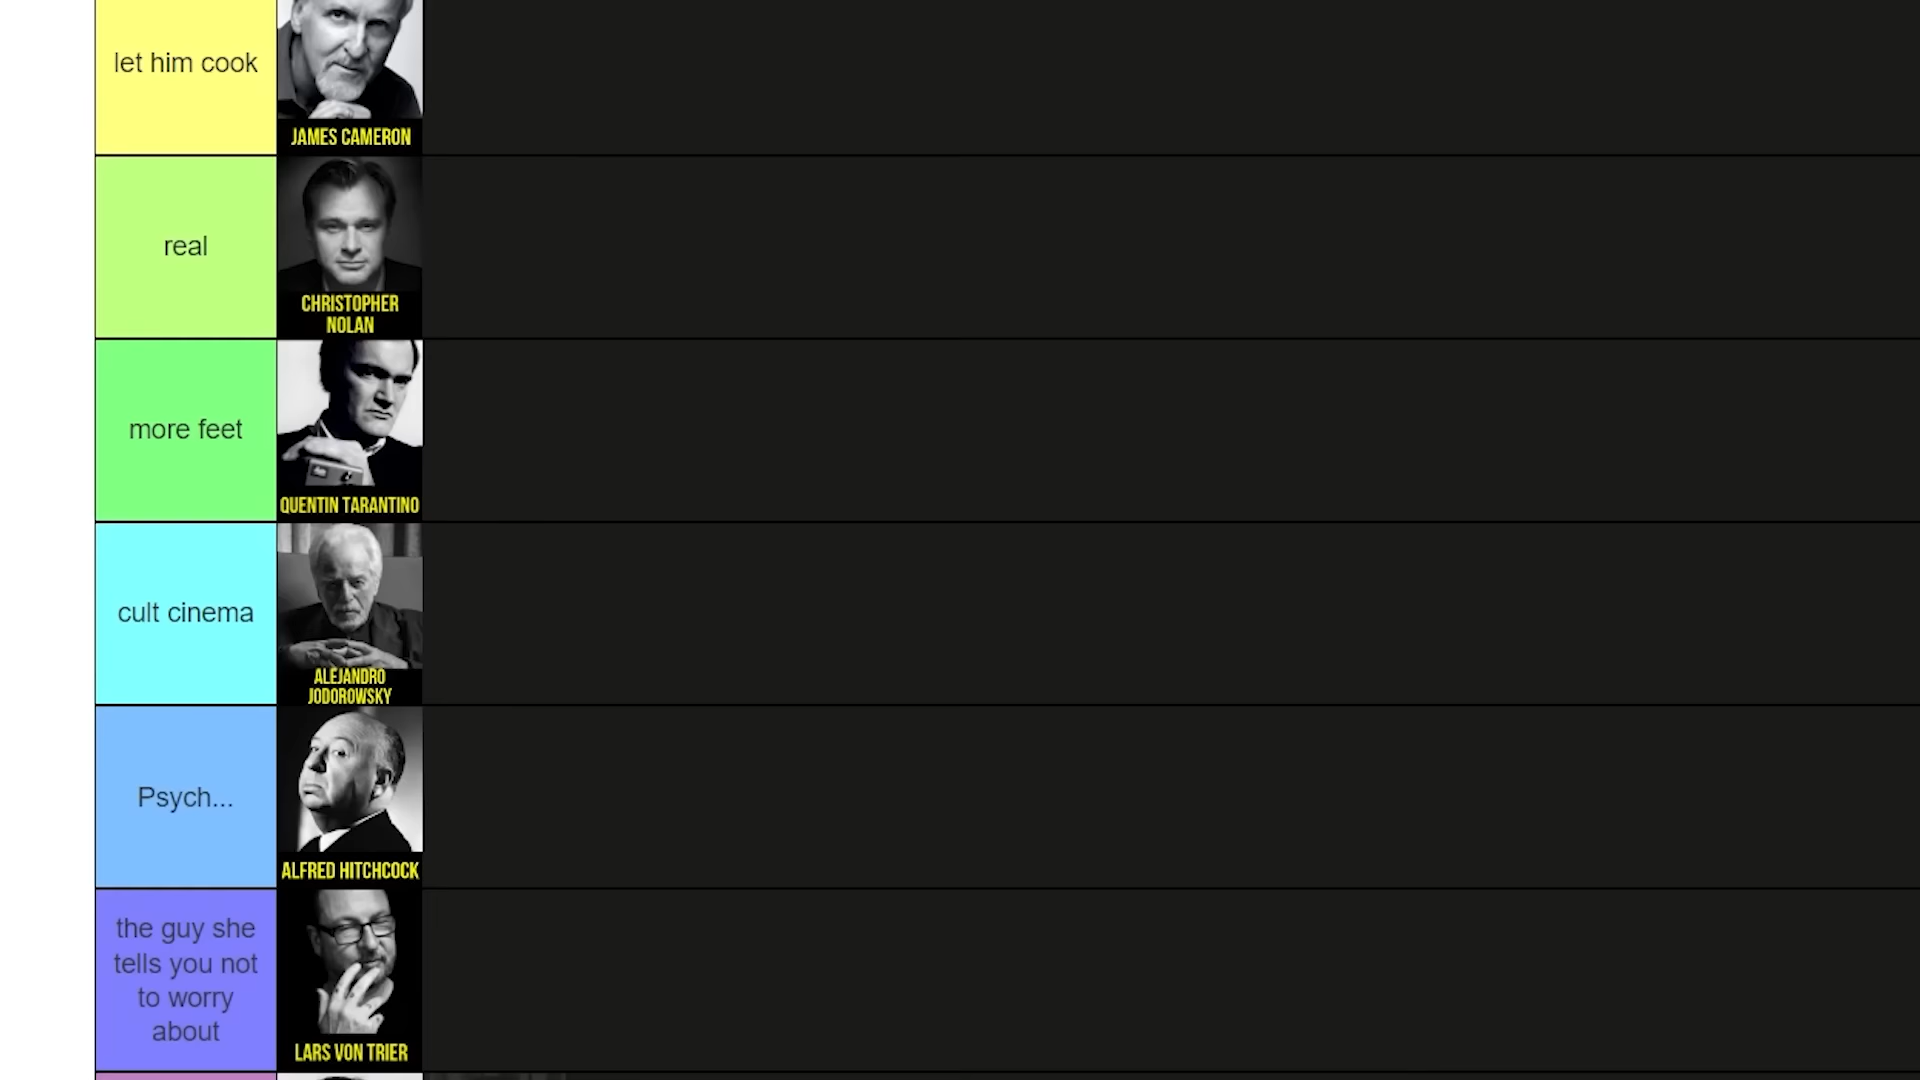 let him cook
JAMES CAMERON
real
CHRISTOPHER
NOLAN
more feet
QUENTIN TARANTINO
cult cinema
ALEJANDRO
JODOROWSKY
Psych...
ALFRED HITCHCOCK
the guy she
tells you not
to worry
about
LARS VON TRIER